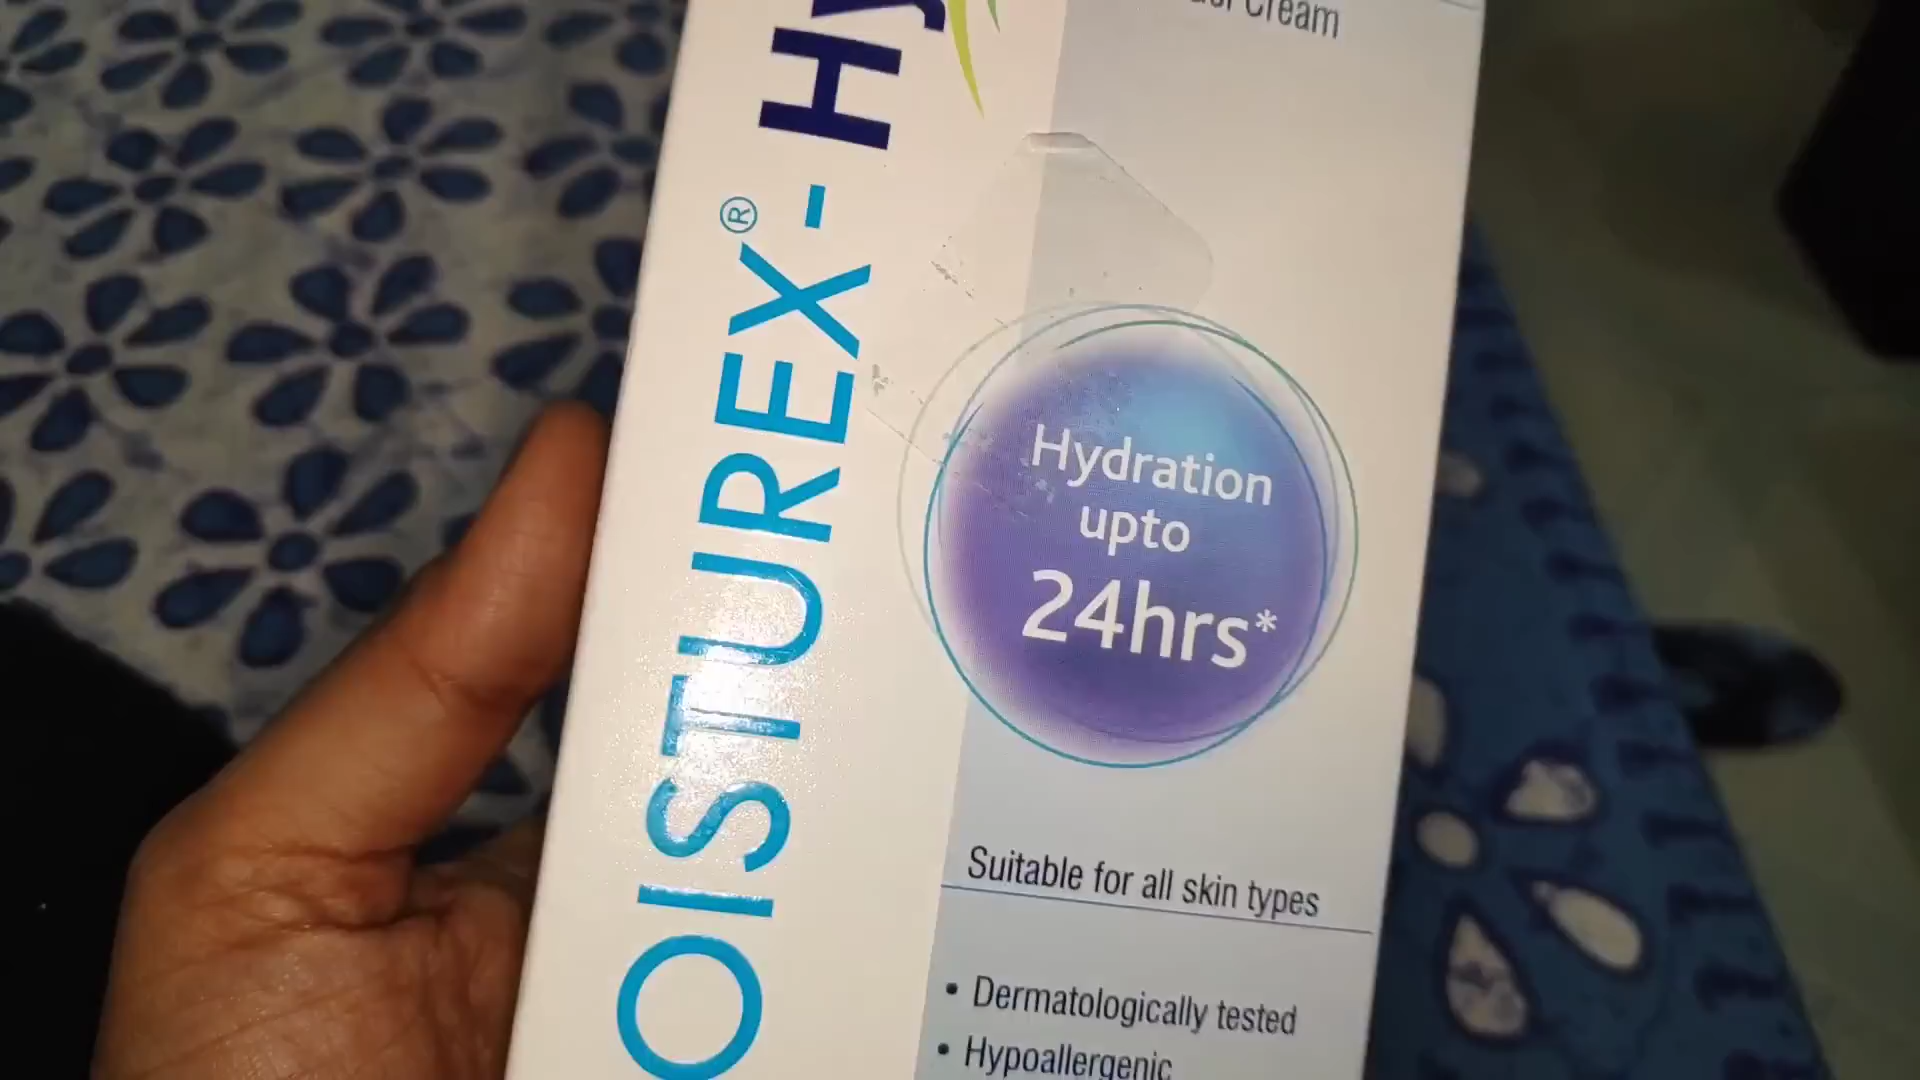 OISTUREX®- Hy
Cream
Hydration
upto
24hrs*
Suitable for all skin types
• Dermatologically tested
• Hypoallergenic